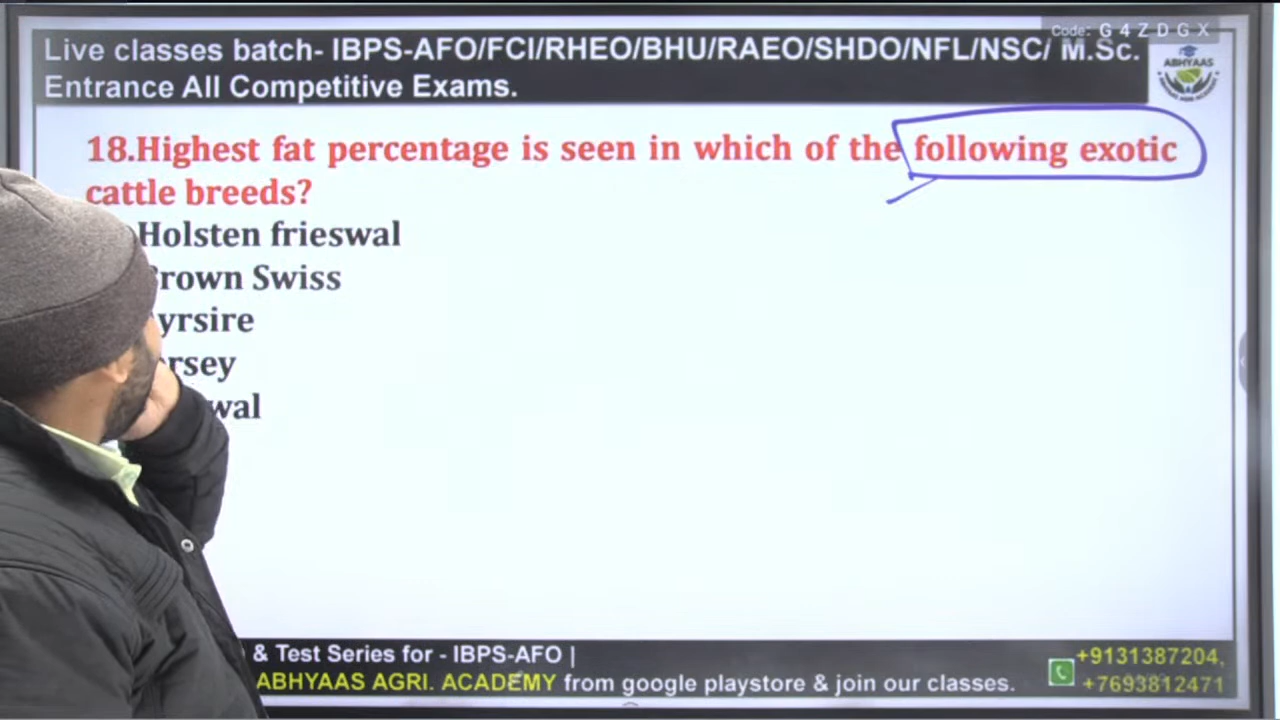 Code: G 4 Z D G X
Live classes batch- IBPS-AFO/FCI/RHEO/BHU/RAEO/SHDO/NFL/NSC/ M.Sc.
Entrance All Competitive Exams.
ABHYAAS
18.Highest fat percentage is seen in which of the following exotic
cattle breeds?
Holsten frieswal
Brown Swiss
yrsire
ersey
wal
& Test Series for - IBPS-AFO |
ABHYAAS AGRI. ACADEMY from google playstore & join our classes.
+9131387204,
+7693812471